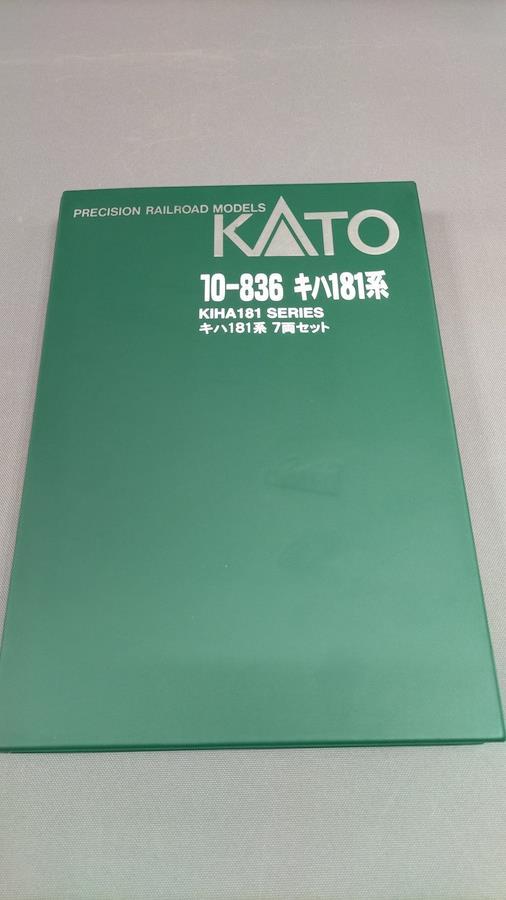 PRECISION RAILROAD MODELS
KATO
10-836 キハ181系
KIHA181 SERIES
キハ181系 7両セット